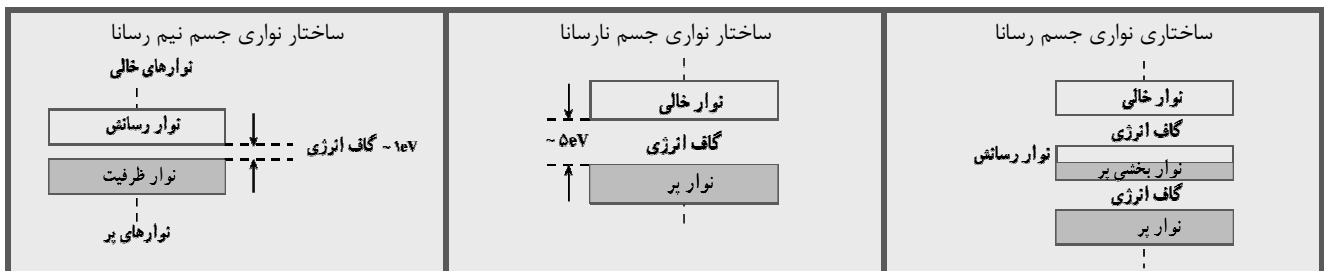 ساختاری نواری جسم رسانا
نوار خالی
گاف انرژی
نوار رسانش
نوار بخشی پر
گاف انرژی
نوار پر
ساختار نواری جسم نارسانا
نوار خالی
گاف انرژی
~ ۵eV
نوار پر
ساختار نواری جسم نیم رسانا
نوارهای خالی
نوار رسانش
گاف انرژی ~ ۱eV
نوار ظرفیت
نوارهای پر